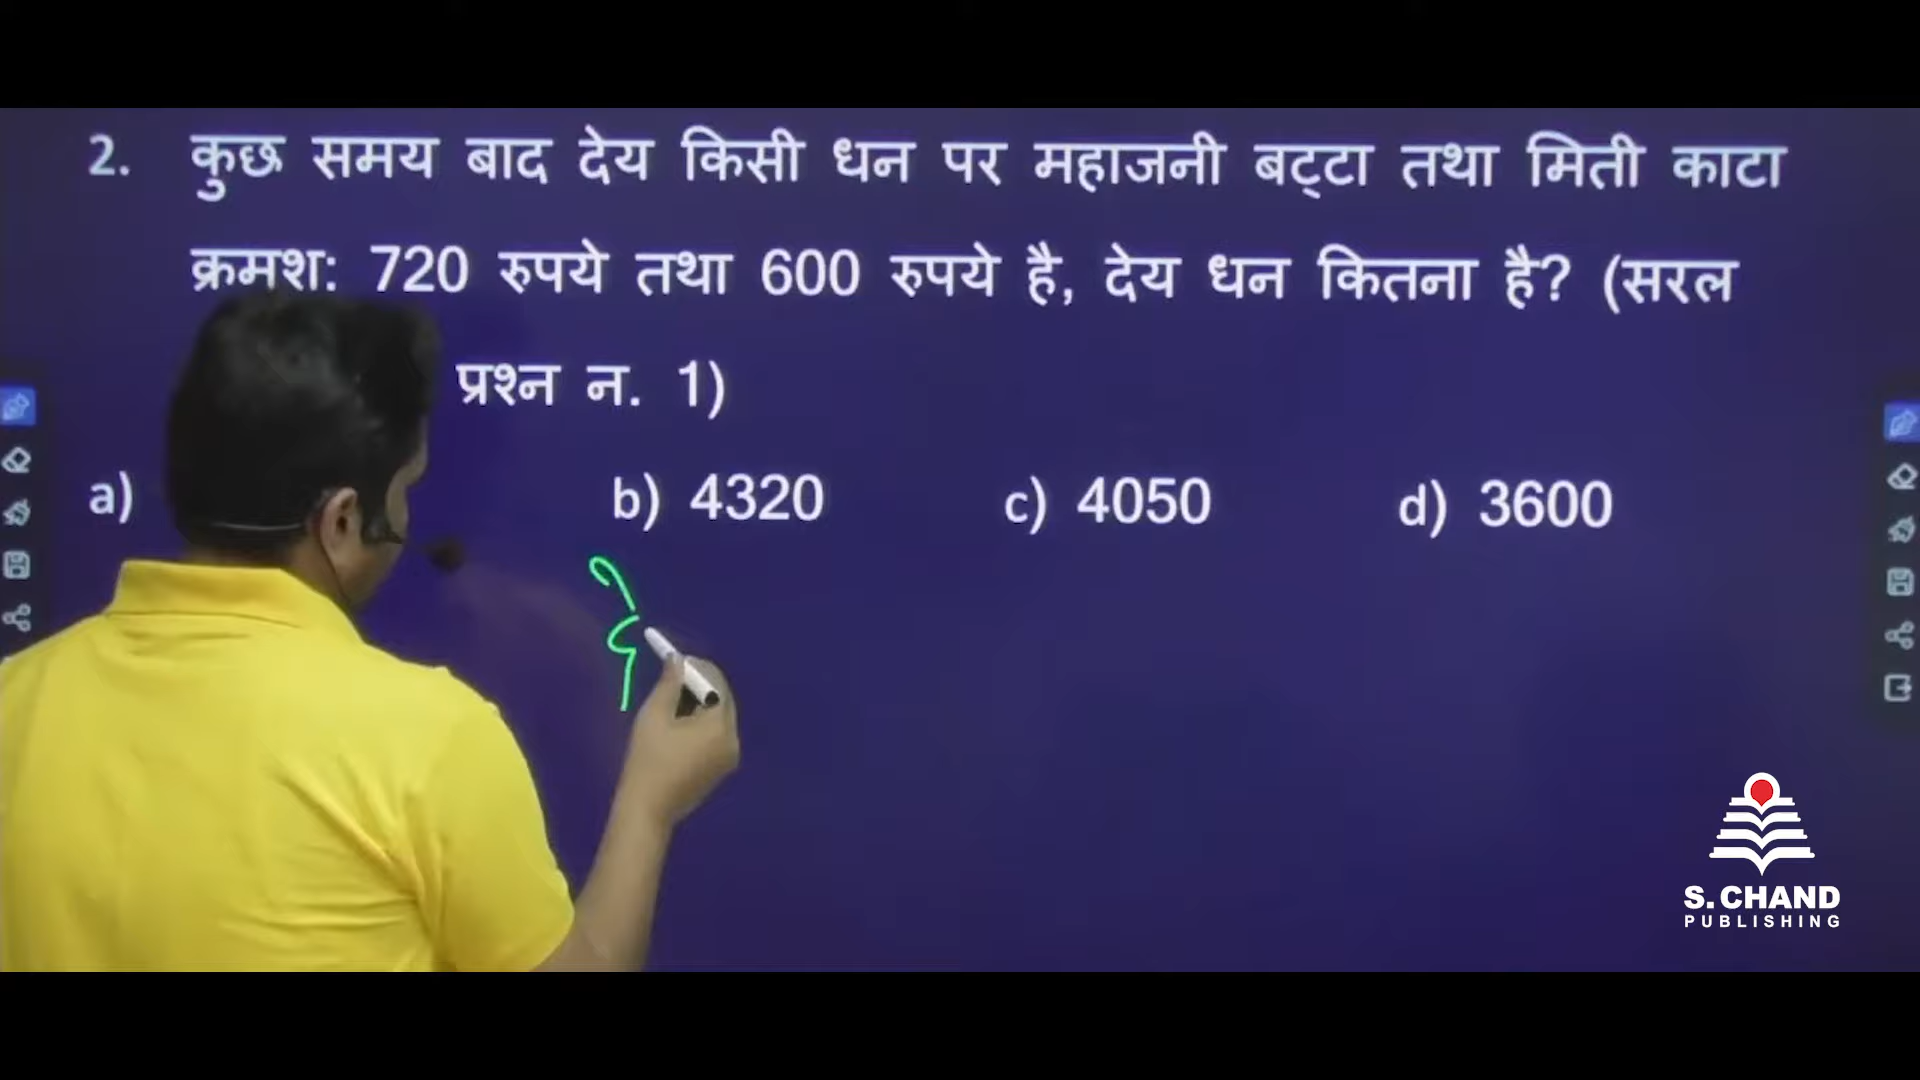 2. कुछ समय बाद देय किसी धन पर महाजनी बट्टा तथा मिती काटा
क्रमश: 720 रुपये तथा 600 रुपये है, देय धन कितना है? (सरल
प्रश्न न. 1)
a) b) 4320 c) 4050 d) 3600
S. CHAND
PUBLISHING